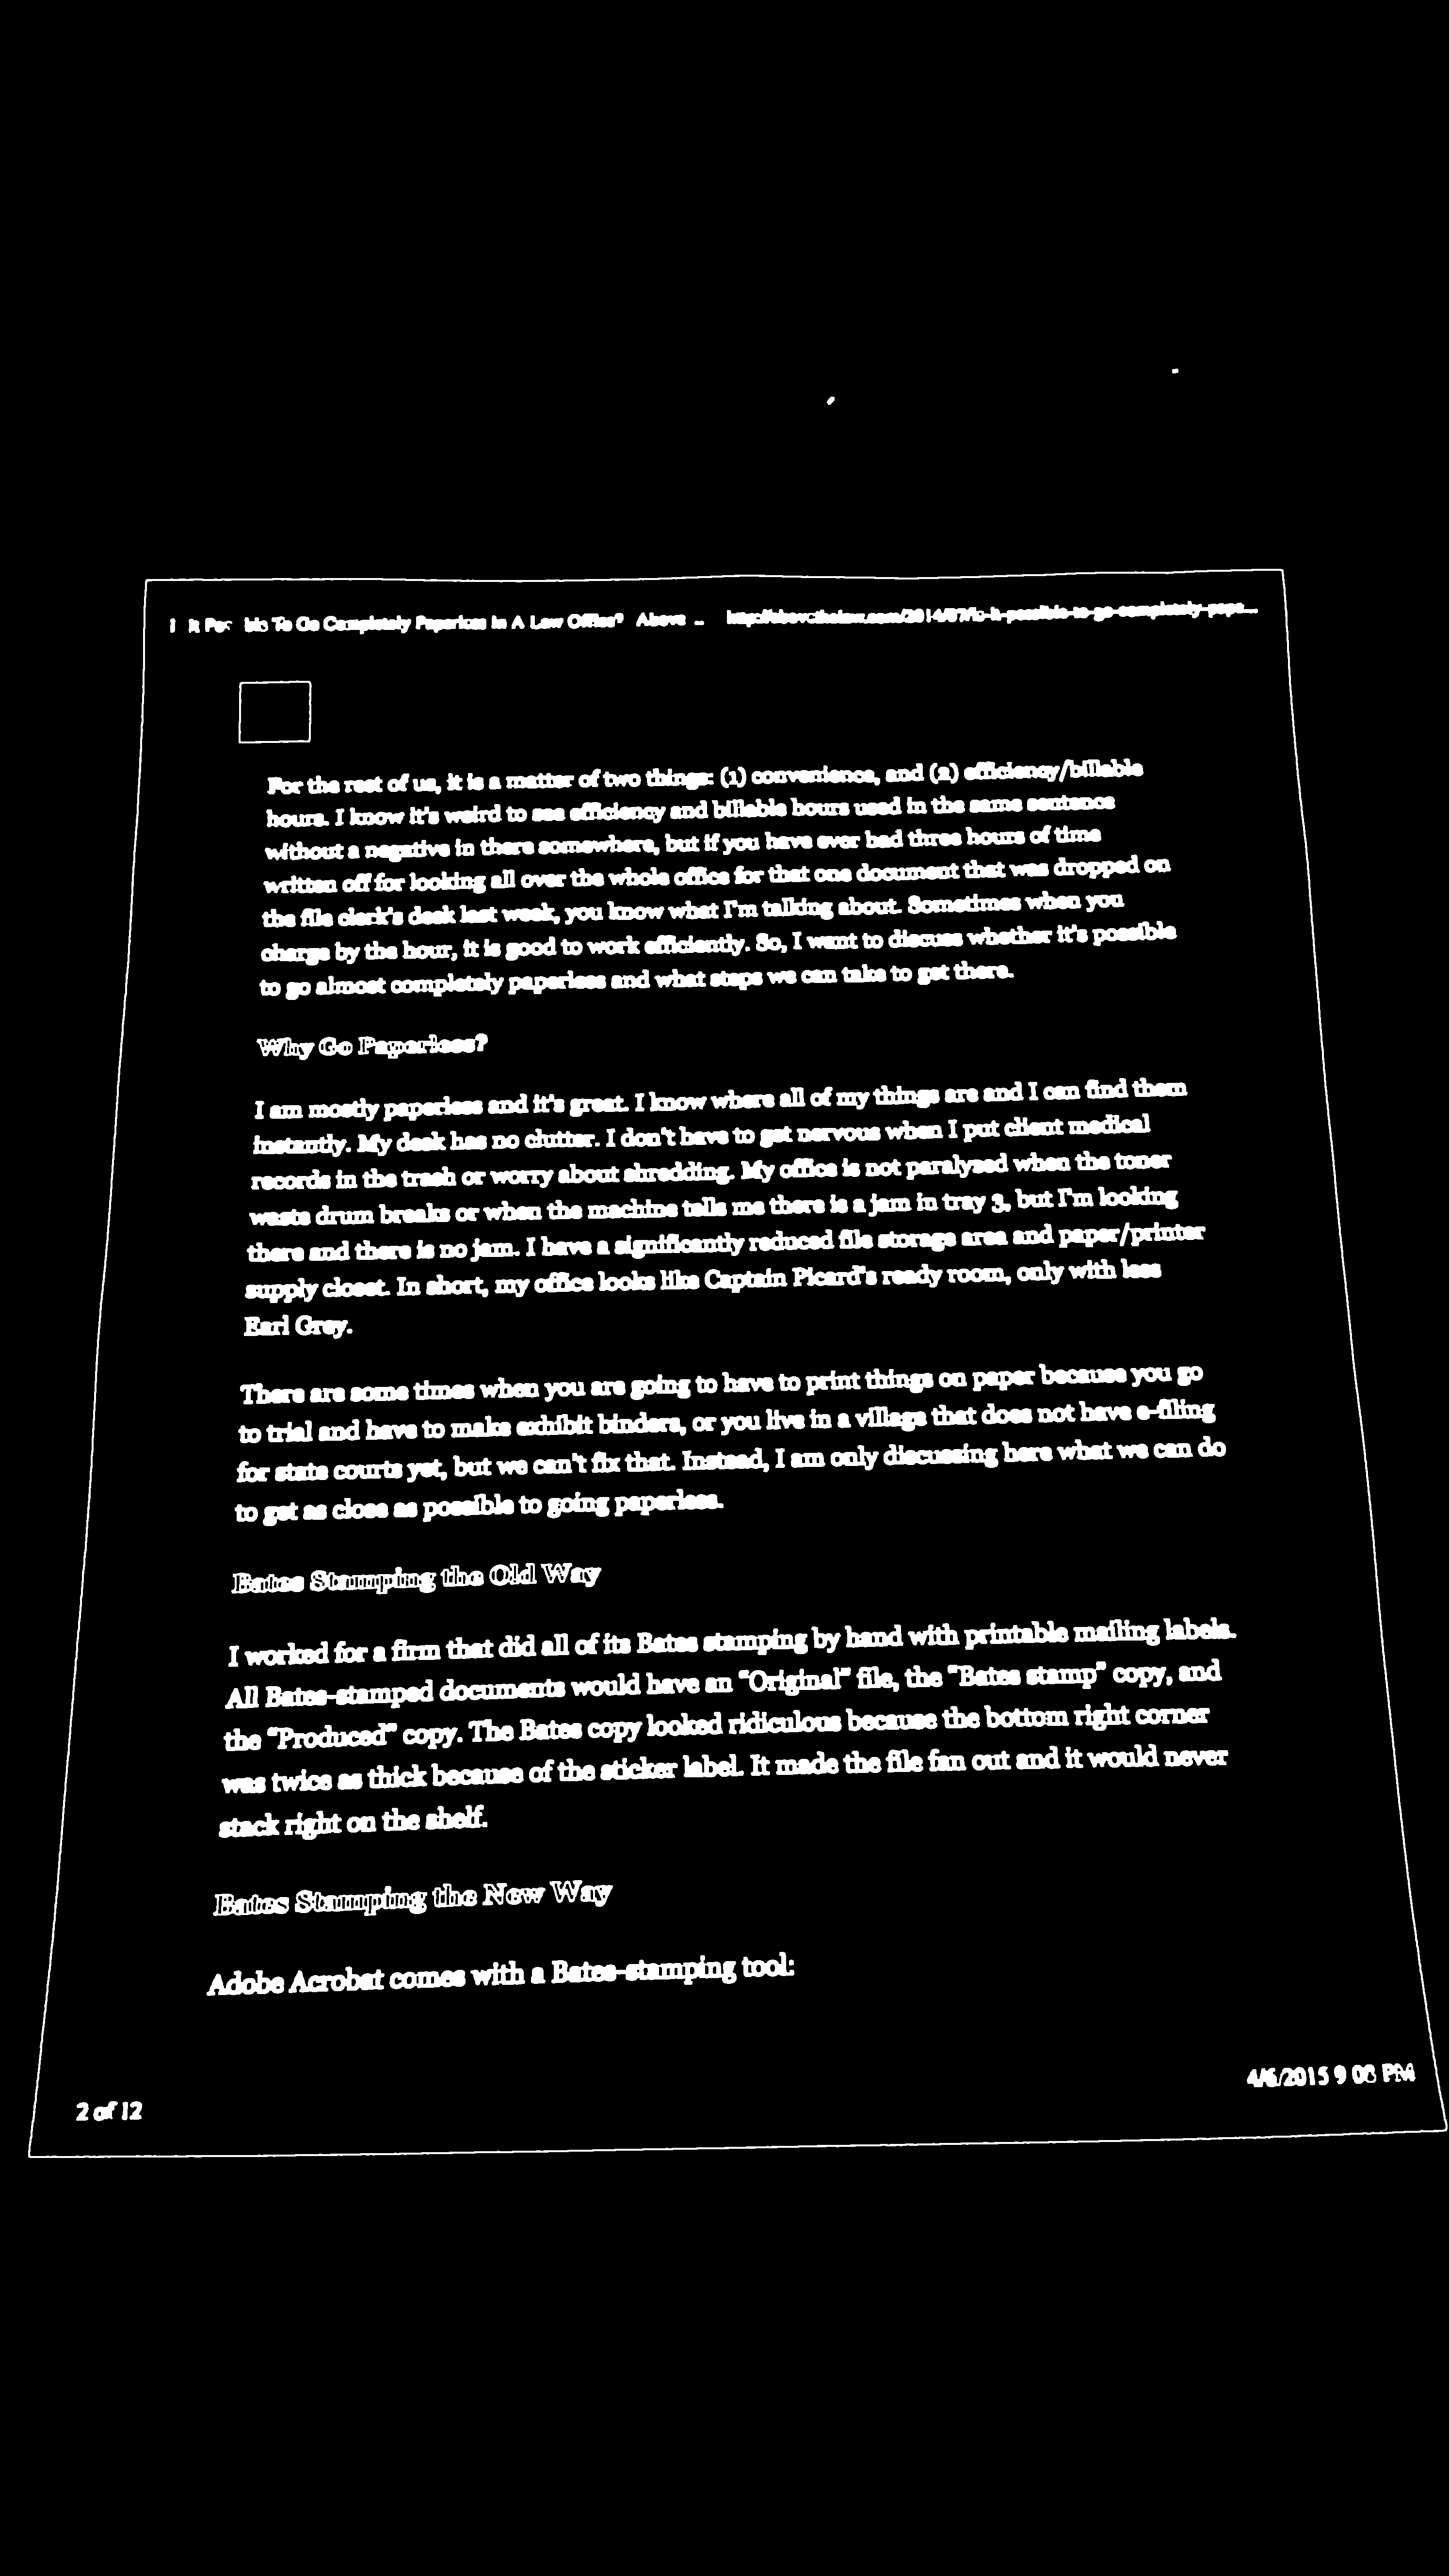 It Possible To Go Completely Paperless In A Law Office? Above ... http://abovethelaw.com/2014/07/is-it-possible-to-go-completely-pape...
For the rest of us, it is a matter of two things: (1) convenience, and (2) efficiency/billable
hours. I know it's weird to see efficiency and billable hours used in the same sentence
without a negative in there somewhere, but if you have ever had three hours of time
written off for looking all over the whole office for that one document that was dropped on
the file clerk's desk last week, you know what I'm talking about. Sometimes when you
charge by the hour, it is good to work efficiently. So, I want to discuss whether it's possible
to go almost completely paperless and what steps we can take to get there.
Why Go Paperless?
I am mostly paperless and it's great. I know where all of my things are and I can find them
instantly. My desk has no clutter. I don't have to get nervous when I put client medical
records in the trash or worry about shredding. My office is not paralyzed when the toner
waste drum breaks or when the machine tells me there is a jam in tray 3, but I'm looking
there and there is no jam. I have a significantly reduced file storage area and paper/printer
supply closet. In short, my office looks like Captain Picard's ready room, only with less
Earl Grey.
There are some times when you are going to have to print things on paper because you go
to trial and have to make exhibit binders, or you live in a village that does not have e-filing
for state courts yet, but we can't fix that. Instead, I am only discussing here what we can do
to get as close as possible to going paperless.
Bates Stamping the Old Way
I worked for a firm that did all of its Bates stamping by hand with printable mailing labels.
All Bates-stamped documents would have an “Original” file, the “Bates stamp” copy, and
the “Produced” copy. The Bates copy looked ridiculous because the bottom right corner
was twice as thick because of the sticker label. It made the file fan out and it would never
stack right on the shelf.
Bates Stamping the New Way
Adobe Acrobat comes with a Bates-stamping tool:
2 of 12
4/6/2015 9 08 PM